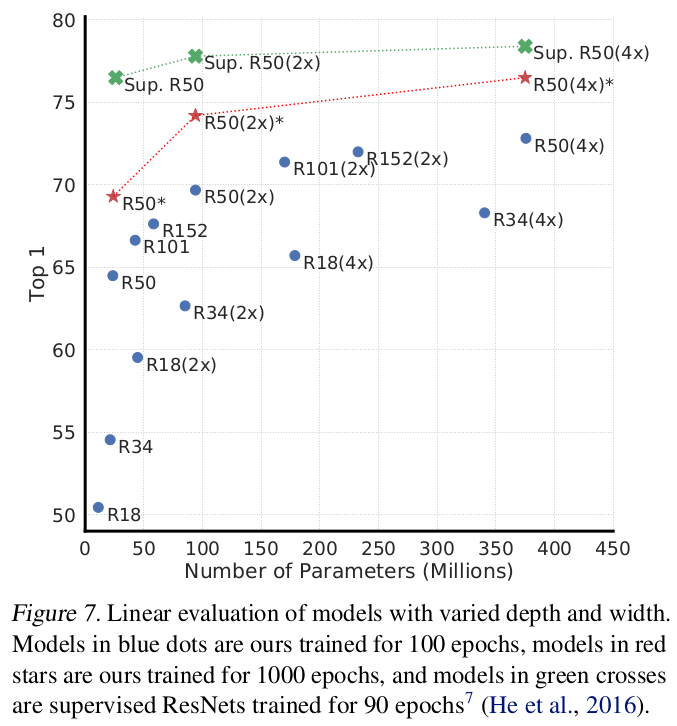 80
Sup. R50(4x)
Sup. R50(2x)
Sup. R50
R50(4x)*
75
R50(2x)*
R50(4x)
R152(2x)
R101(2x)
70
R50(2x)
R50*
R34(4x)
R152
R101
Top 1
65
R18(4x)
R50
R34(2x)
60
R18(2x)
55
R34
50
R18
0 50 100 150 200 250 300 350 400 450
Number of Parameters (Millions)
Figure 7. Linear evaluation of models with varied depth and width.
Models in blue dots are ours trained for 100 epochs, models in red
stars are ours trained for 1000 epochs, and models in green crosses
are supervised ResNets trained for 90 epochs7 (He et al., 2016).